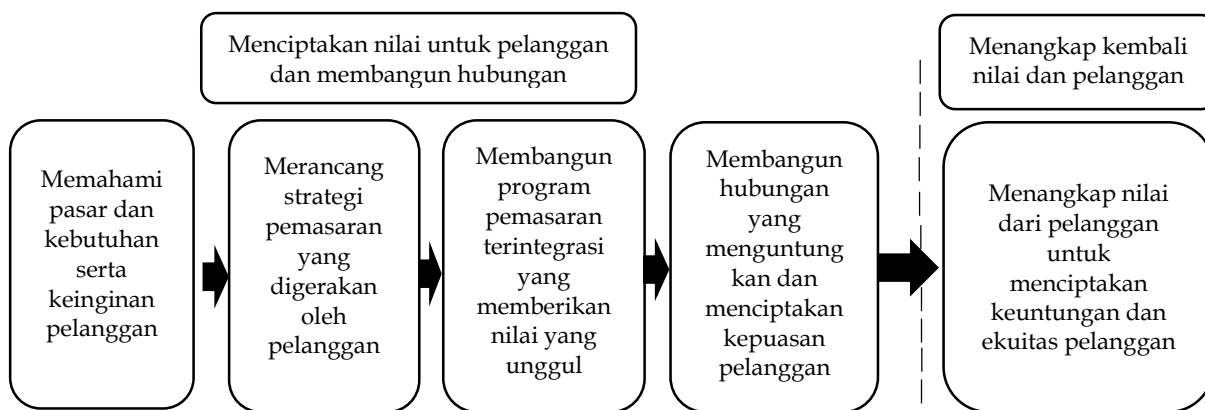 Menciptakan nilai untuk pelanggan
dan membangun hubungan
Menangkap kembali
nilai dan pelanggan
Memahami
pasar dan
kebutuhan
serta
keinginan
pelanggan
Merancang
strategi
pemasaran
yang
digerakan
oleh
pelanggan
Membangun
program
pemasaran
terintegrasi
yang
memberikan
nilai yang
unggul
Membangun
hubungan
yang
menguntung
kan dan
menciptakan
kepuasan
pelanggan
Menangkap nilai
dari pelanggan
untuk
menciptakan
keuntungan dan
ekuitas pelanggan